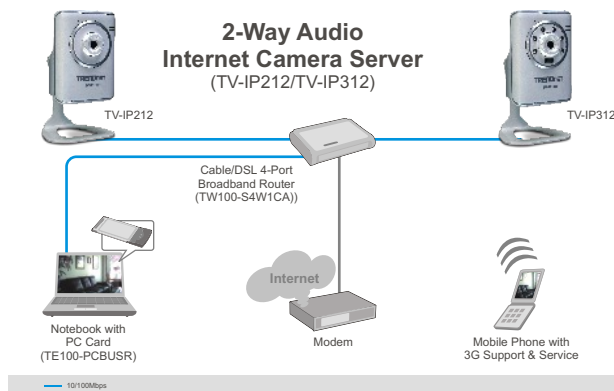 2-Way Audio
Internet Camera Server
(TV-IP212/TV-IP312)
TRENDNET
TRENDNET
TV-IP212
TV-IP312
Cable/DSL 4-Port
Broadband Router
(TW100-S4W1CA))
Internet
Notebook with
PC Card
(TE100-PCBUSR)
Modem
Mobile Phone with
3G Support & Service
10/100Mbps